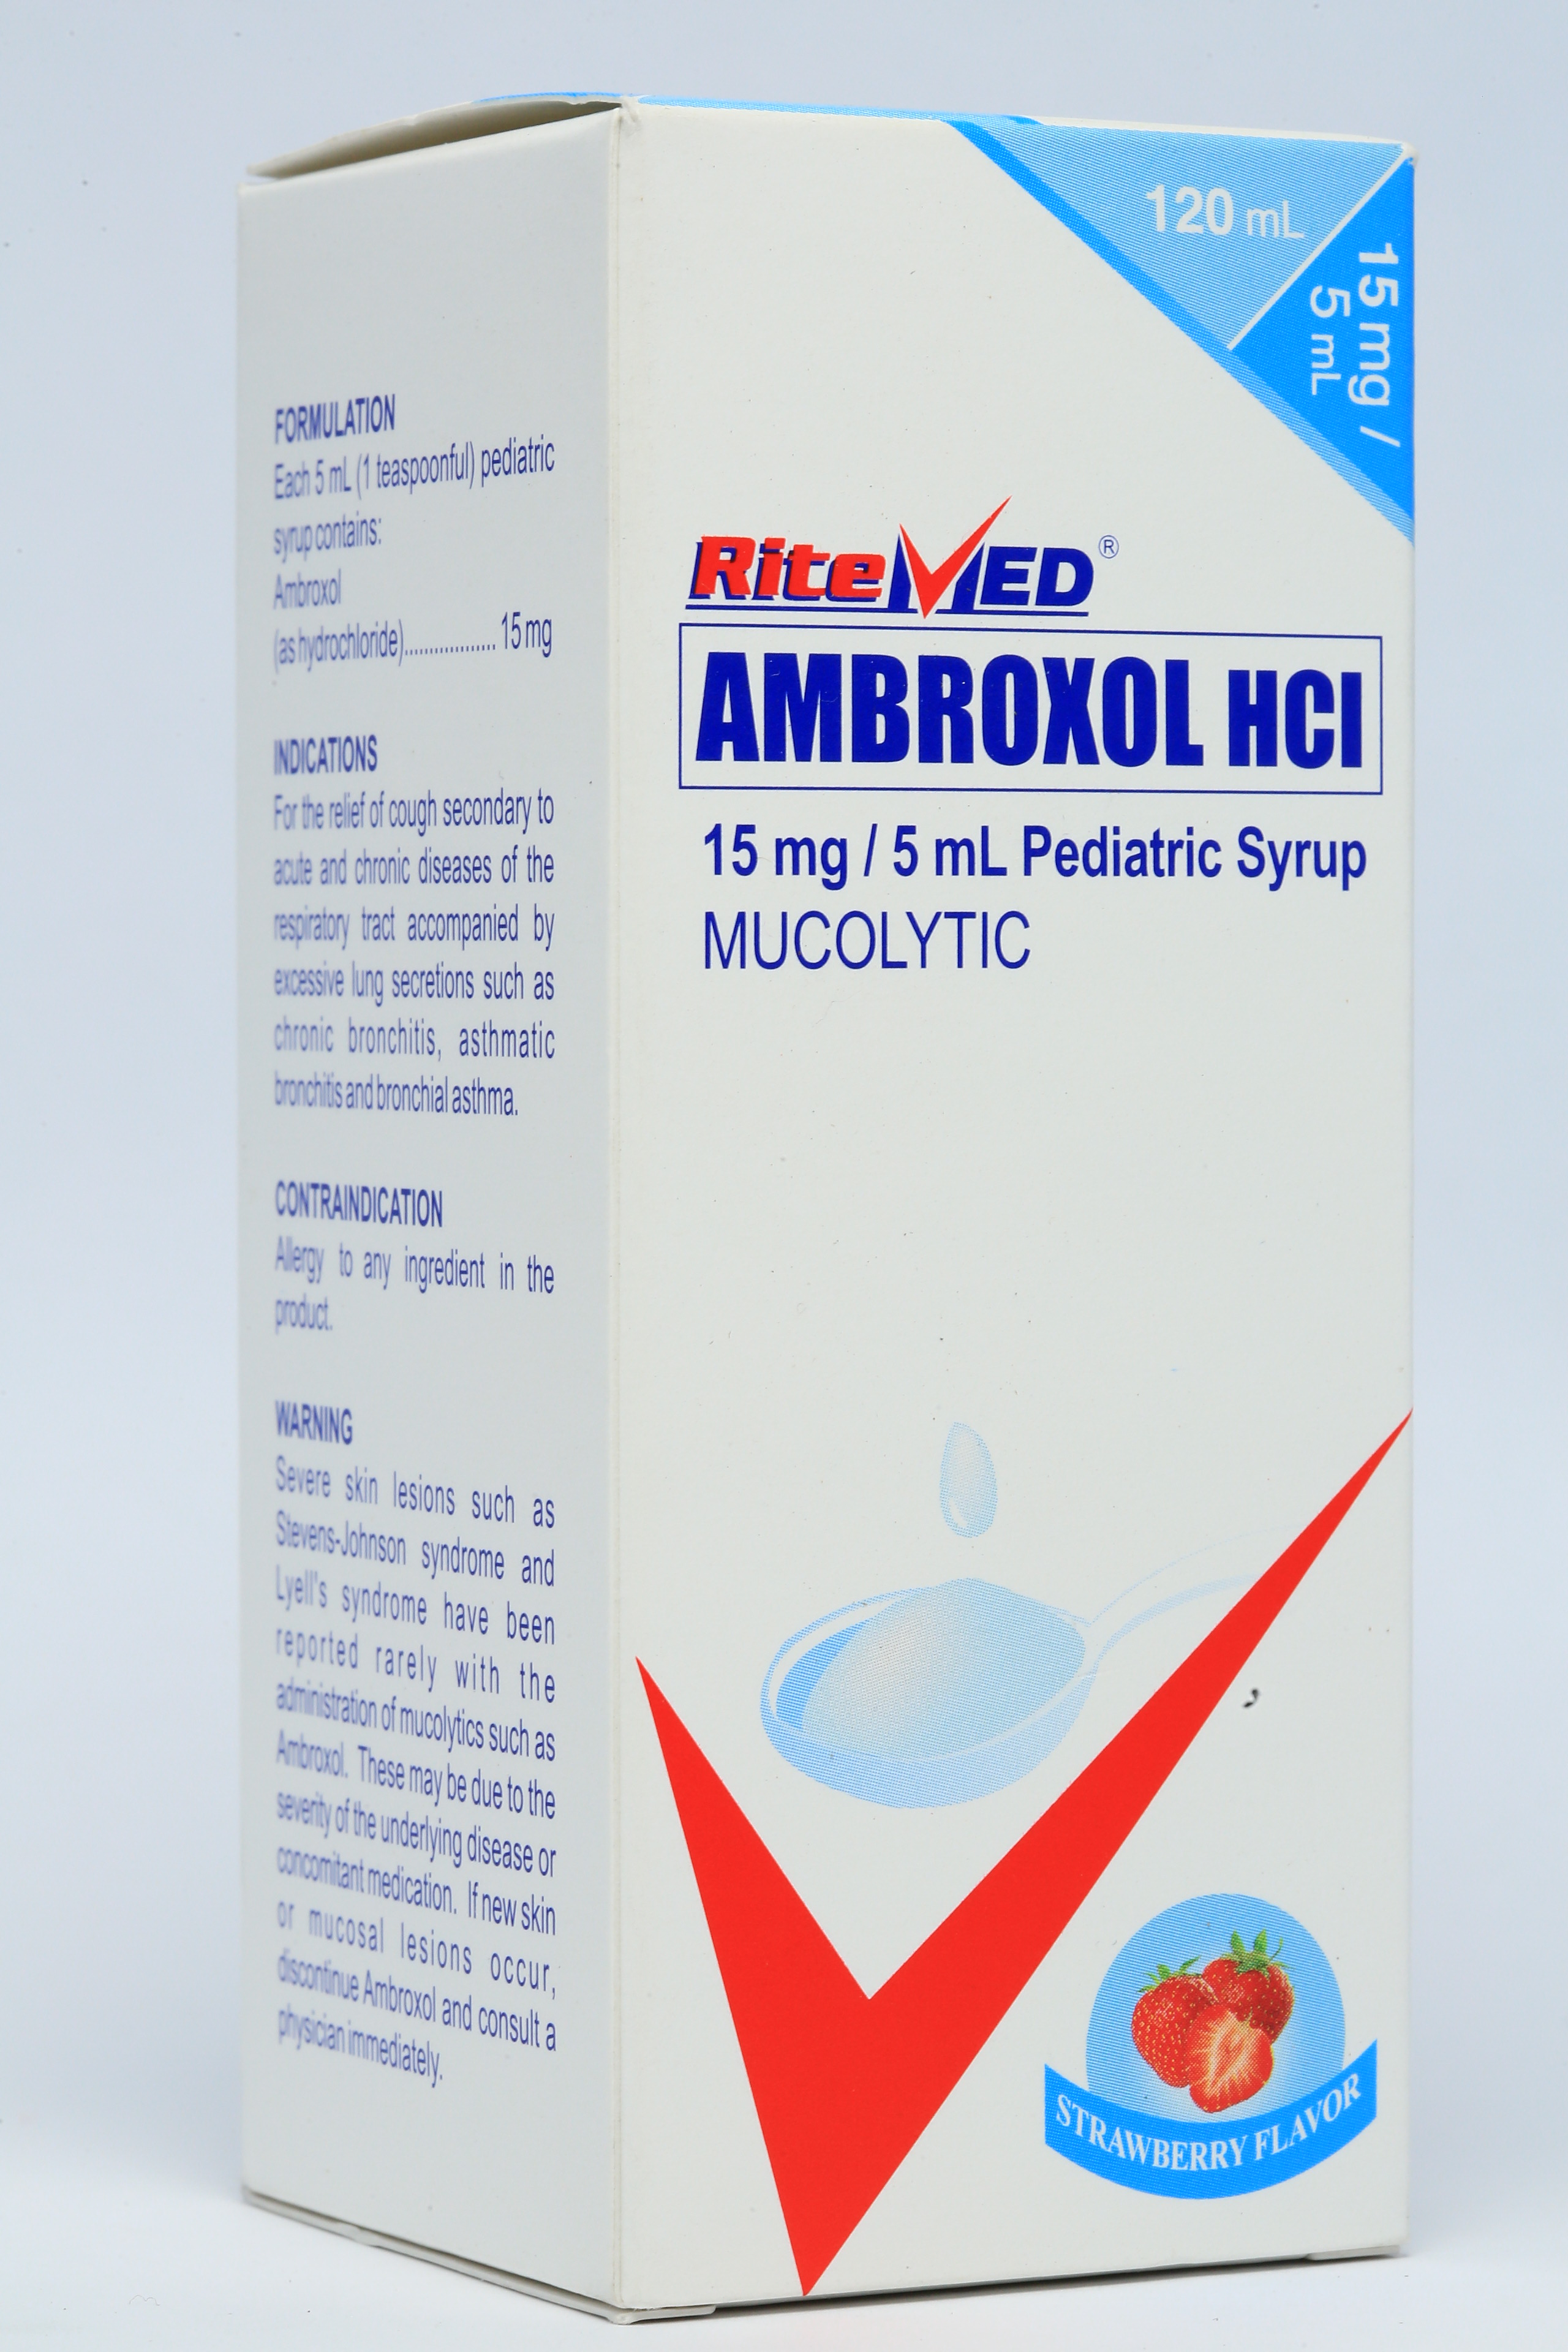 FORMULATION
Each 5 mL (1 teaspoonful) pediatric
syrup contains:
Ambroxol
(as hydrochloride).................. 15 mg
INDICATIONS
For the relief of cough secondary to
acute and chronic diseases of the
respiratory tract accompanied by
excessive lung secretions such as
chronic bronchitis, asthmatic
bronchitis and bronchial asthma.
CONTRAINDICATION
Allergy to any ingredient in the
product.
WARNING
Severe skin lesions such as
Stevens-Johnson syndrome and
Lyell's syndrome have been
reported rarely with the
administration of mucolytics such as
Ambroxol. These may be due to the
severity of the underlying disease or
concomitant medication. If new skin
or mucosal lesions occur,
discontinue Ambroxol and consult a
physician immediately.
120 mL
15 mg /
5 mL
RiteMED®
AMBROXOL HCl
15 mg / 5 mL Pediatric Syrup
MUCOLYTIC
STRAWBERRY FLAVOR